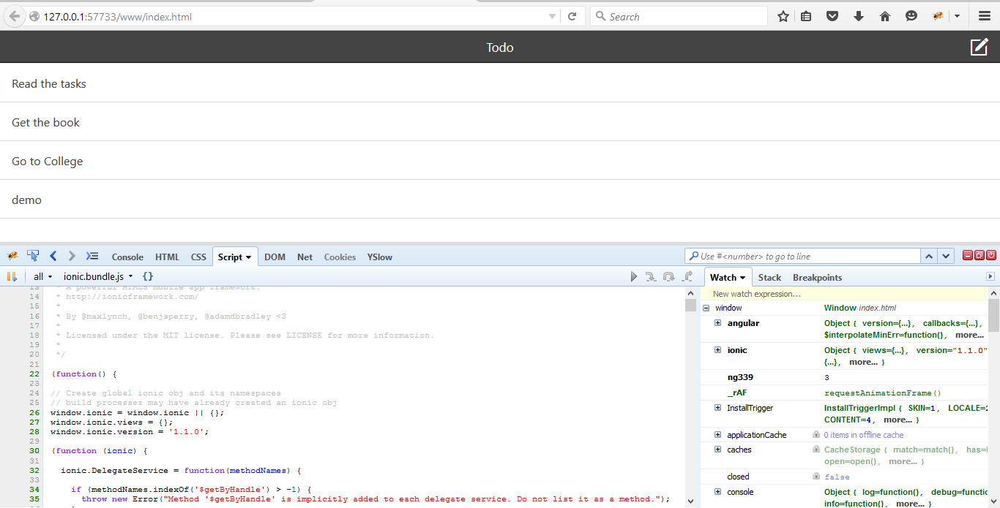 127.0.0.1:57733/www/index.html
Search
Todo
Read the tasks
Get the book
Go to College
demo
Console HTML CSS Script DOM Net Cookies YSlow
Use #<number> to go to line
all ionic.bundle.js {}
Watch Stack Breakpoints
13 * A powerful HTML5 mobile app framework.
14 * http://ionicframework.com/
15 *
16 * By @maxlynch, @benjsperry, @adamdbradley <3
17 *
18 * Licensed under the MIT license. Please see LICENSE for more information.
19 *
20 */
21
22 (function() {
23
24 // Create global ionic obj and its namespaces
25 // build processes may have already created an ionic obj
26 window.ionic = window.ionic || {};
27 window.ionic.views = {};
28 window.ionic.version = '1.1.0';
29
30 (function (ionic) {
31
32 ionic.DelegateService = function(methodNames) {
33
34 if (methodNames.indexOf('$getByHandle') > -1) {
35 throw new Error("Method '$getByHandle' is implicitly added to each delegate service. Do not list it as a method.");
New watch expression...
window Window index.html
angular Object { version={...}, callbacks={...},
$interpolateMinErr=function(), more... }
ionic Object { views={...}, version="1.1.0"
{...}, more... }
ng339 3
_rAF requestAnimationFrame()
InstallTrigger InstallTriggerImpl { SKIN=1, LOCALE=2
CONTENT=4, more... }
applicationCache 0 items in offline cache
caches CacheStorage { match=match(), has=
open=open(), more... }
closed false
console Object { log=function(), debug=functio
info=function(), more... }